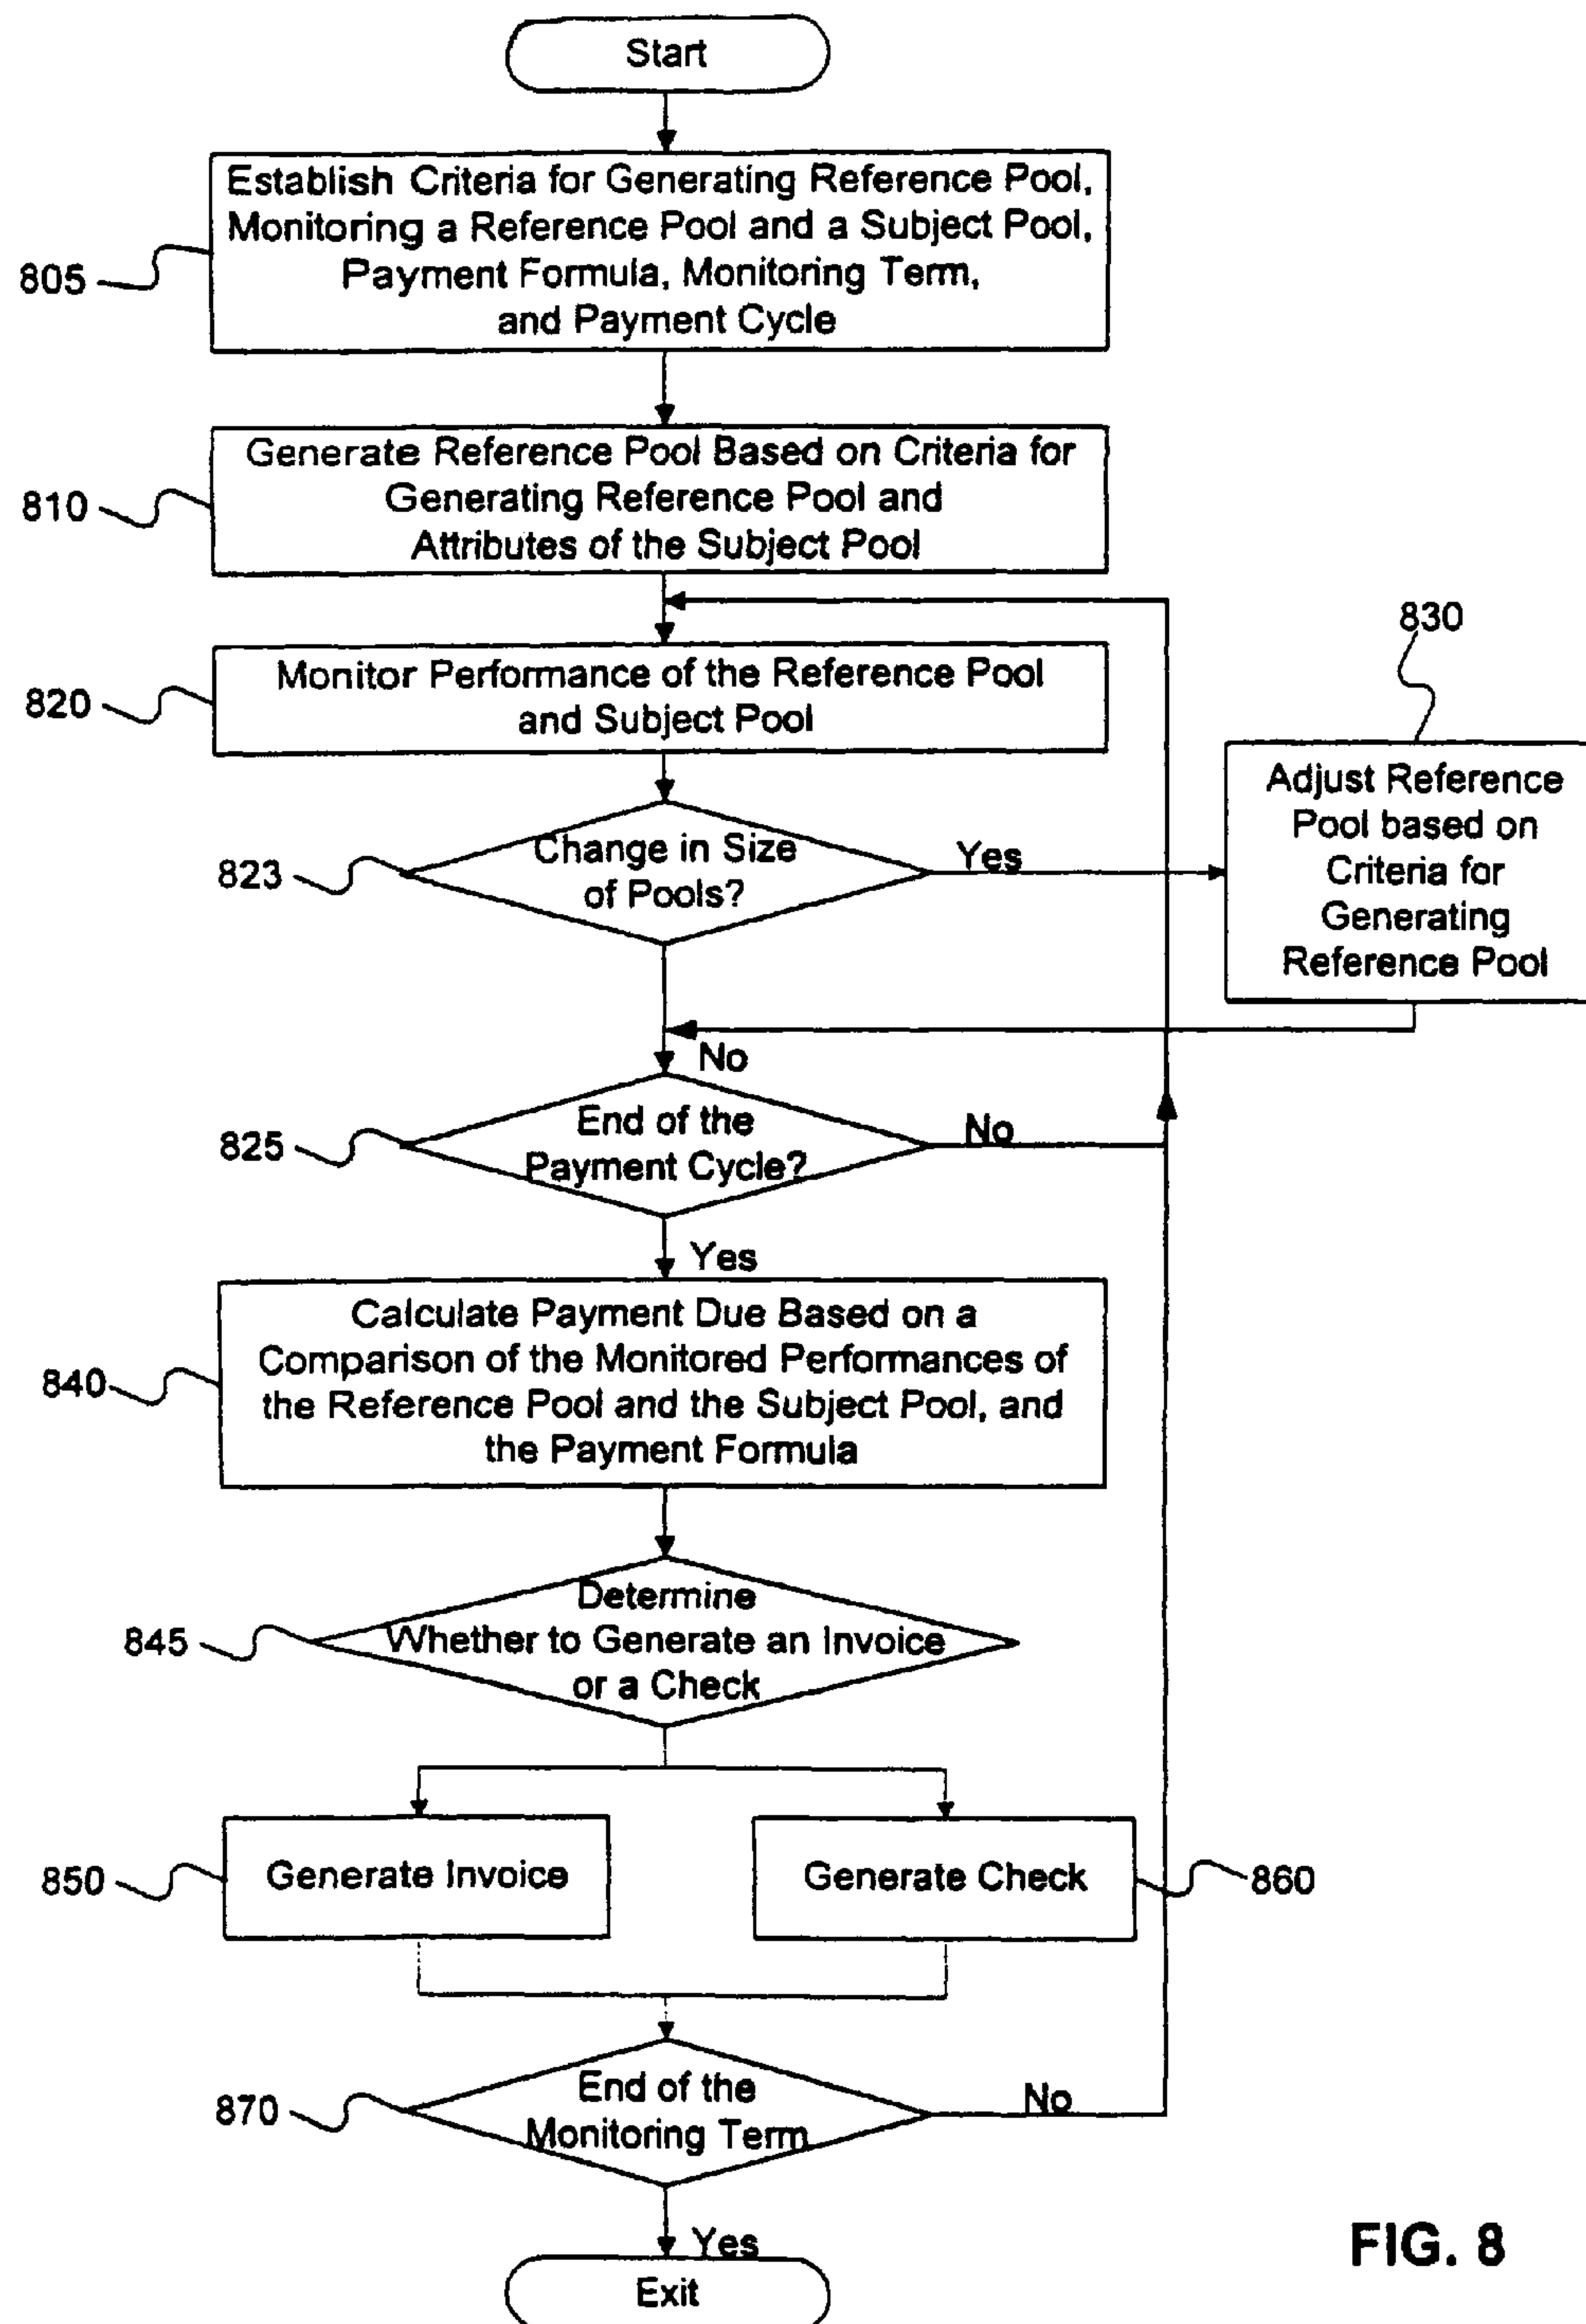 Start
Establish Criteria for Generating Reference Pool,
Monitoring a Reference Pool and a Subject Pool,
Payment Formula, Monitoring Term,
and Payment Cycle
805
Generate Reference Pool Based on Criteria for
Generating Reference Pool and
Attributes of the Subject Pool
810
Monitor Performance of the Reference Pool
and Subject Pool
820
830
Adjust Reference
Pool based on
Criteria for
Generating
Reference Pool
Change in Size
of Pools?
823
Yes
No
End of the
Payment Cycle?
825
No
Yes
Calculate Payment Due Based on a
Comparison of the Monitored Performances of
the Reference Pool and the Subject Pool, and
the Payment Formula
840
Determine
Whether to Generate an Invoice
or a Check
845
Generate Invoice
850
Generate Check
860
End of the
Monitoring Term
870
No
Yes
Exit
FIG. 8